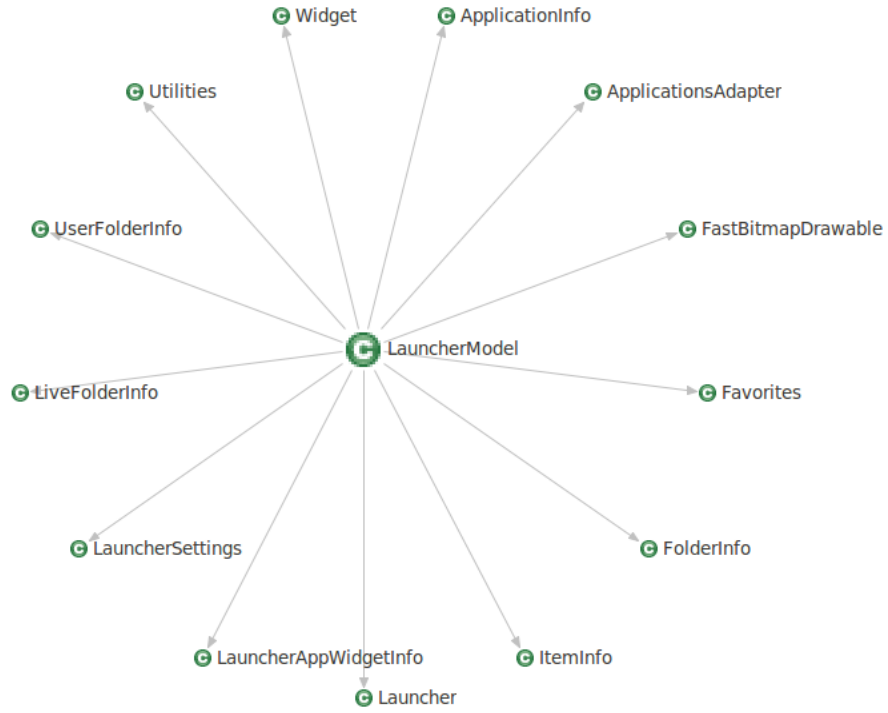 Widget
ApplicationInfo
Utilities
ApplicationsAdapter
UserFolderInfo
FastBitmapDrawable
LauncherModel
LiveFolderInfo
Favorites
LauncherSettings
FolderInfo
LauncherAppWidgetInfo
ItemInfo
Launcher